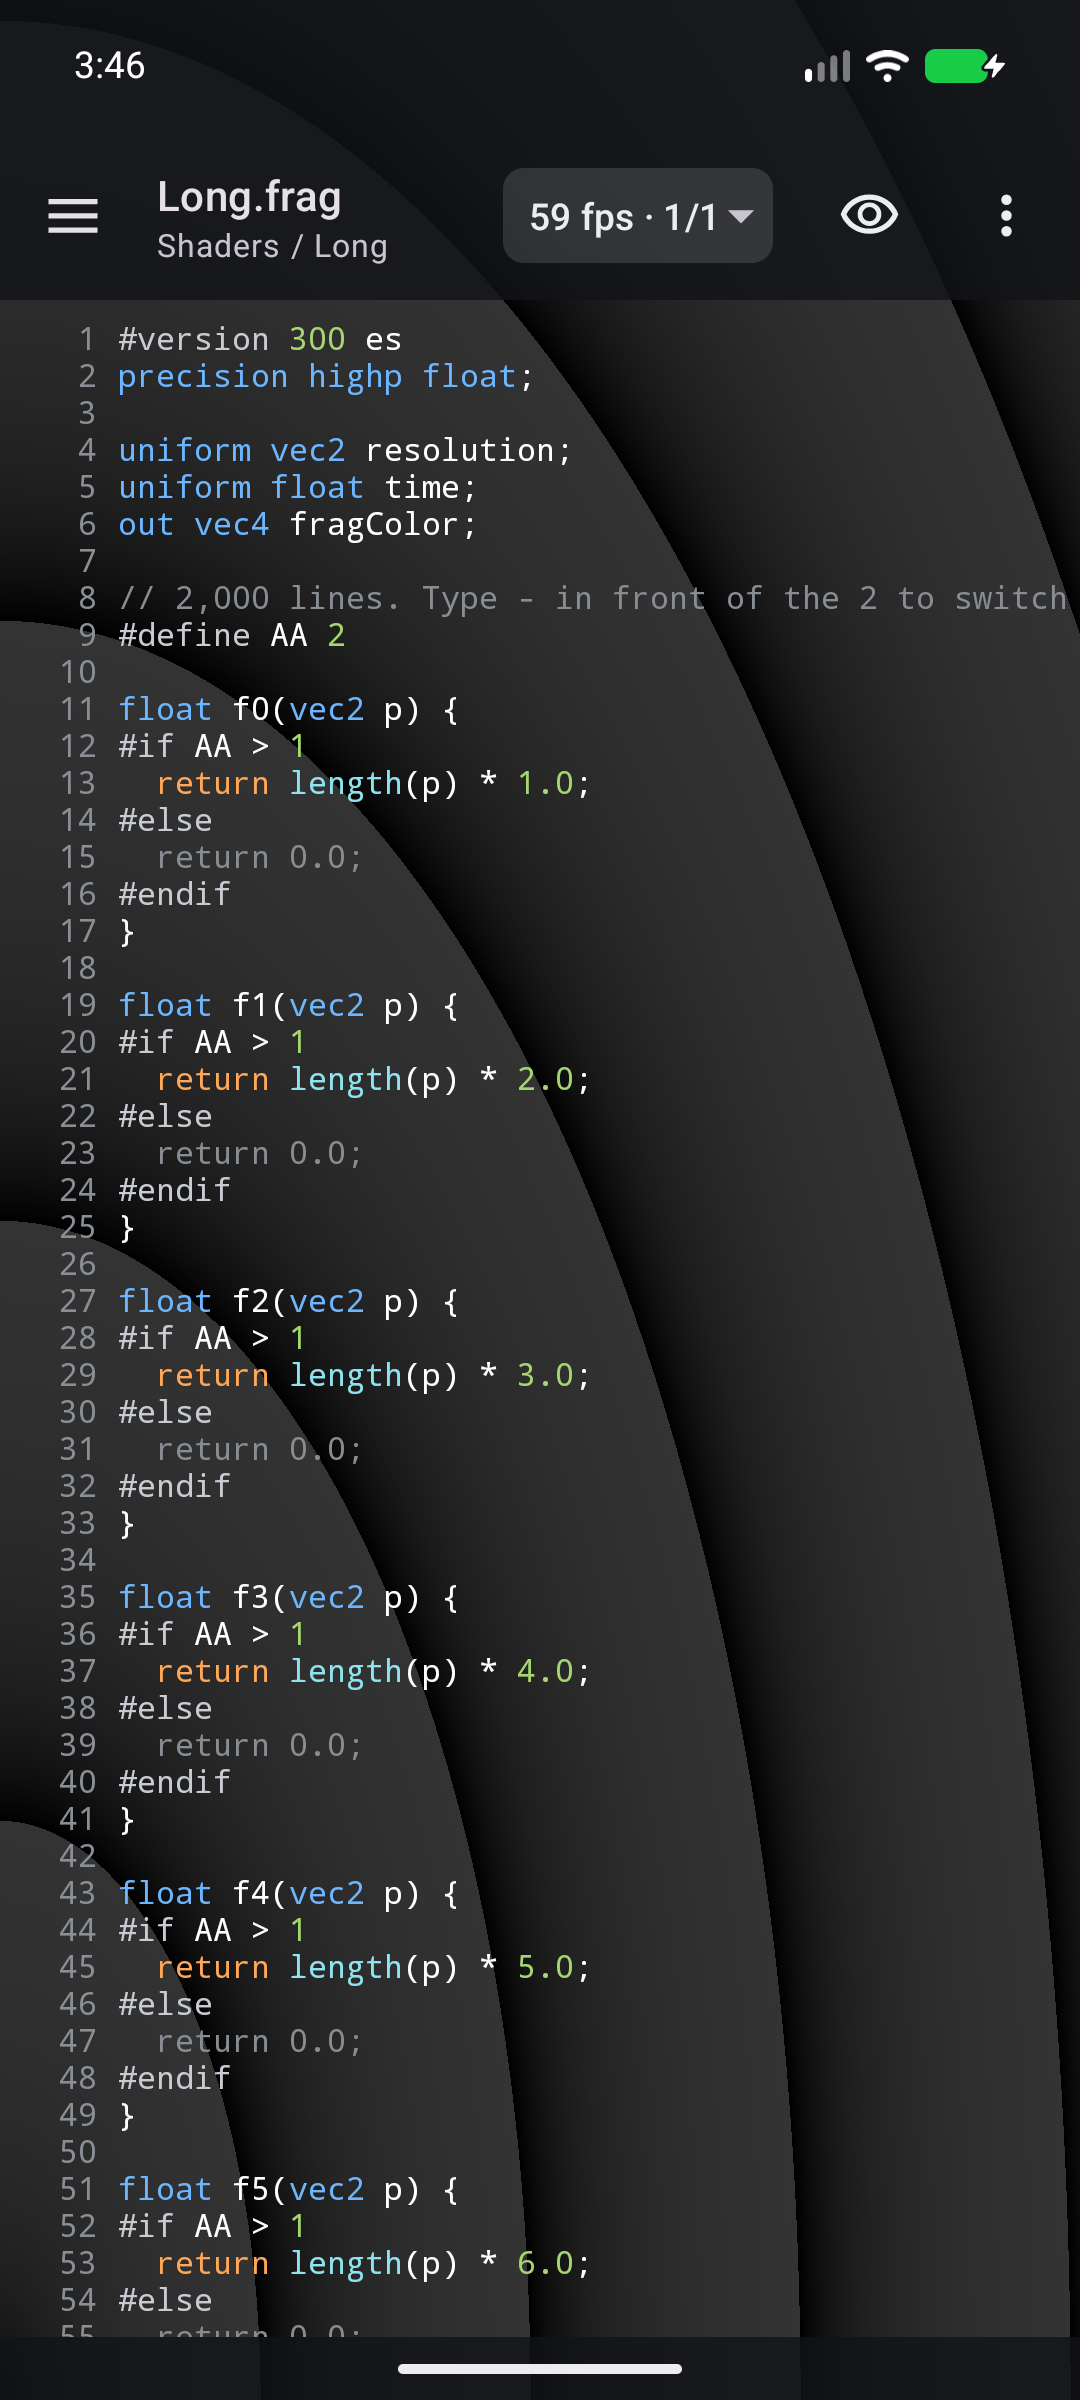 3:46
Long.frag
Shaders / Long
59 fps · 1/1
1 #version 300 es
2 precision highp float;
3
4 uniform vec2 resolution;
5 uniform float time;
6 out vec4 fragColor;
7
8 // 2,000 lines. Type - in front of the 2 to switch
9 #define AA 2
10
11 float f0(vec2 p) {
12 #if AA > 1
13   return length(p) * 1.0;
14 #else
15   return 0.0;
16 #endif
17 }
18
19 float f1(vec2 p) {
20 #if AA > 1
21   return length(p) * 2.0;
22 #else
23   return 0.0;
24 #endif
25 }
26
27 float f2(vec2 p) {
28 #if AA > 1
29   return length(p) * 3.0;
30 #else
31   return 0.0;
32 #endif
33 }
34
35 float f3(vec2 p) {
36 #if AA > 1
37   return length(p) * 4.0;
38 #else
39   return 0.0;
40 #endif
41 }
42
43 float f4(vec2 p) {
44 #if AA > 1
45   return length(p) * 5.0;
46 #else
47   return 0.0;
48 #endif
49 }
50
51 float f5(vec2 p) {
52 #if AA > 1
53   return length(p) * 6.0;
54 #else
55   return 0.0;